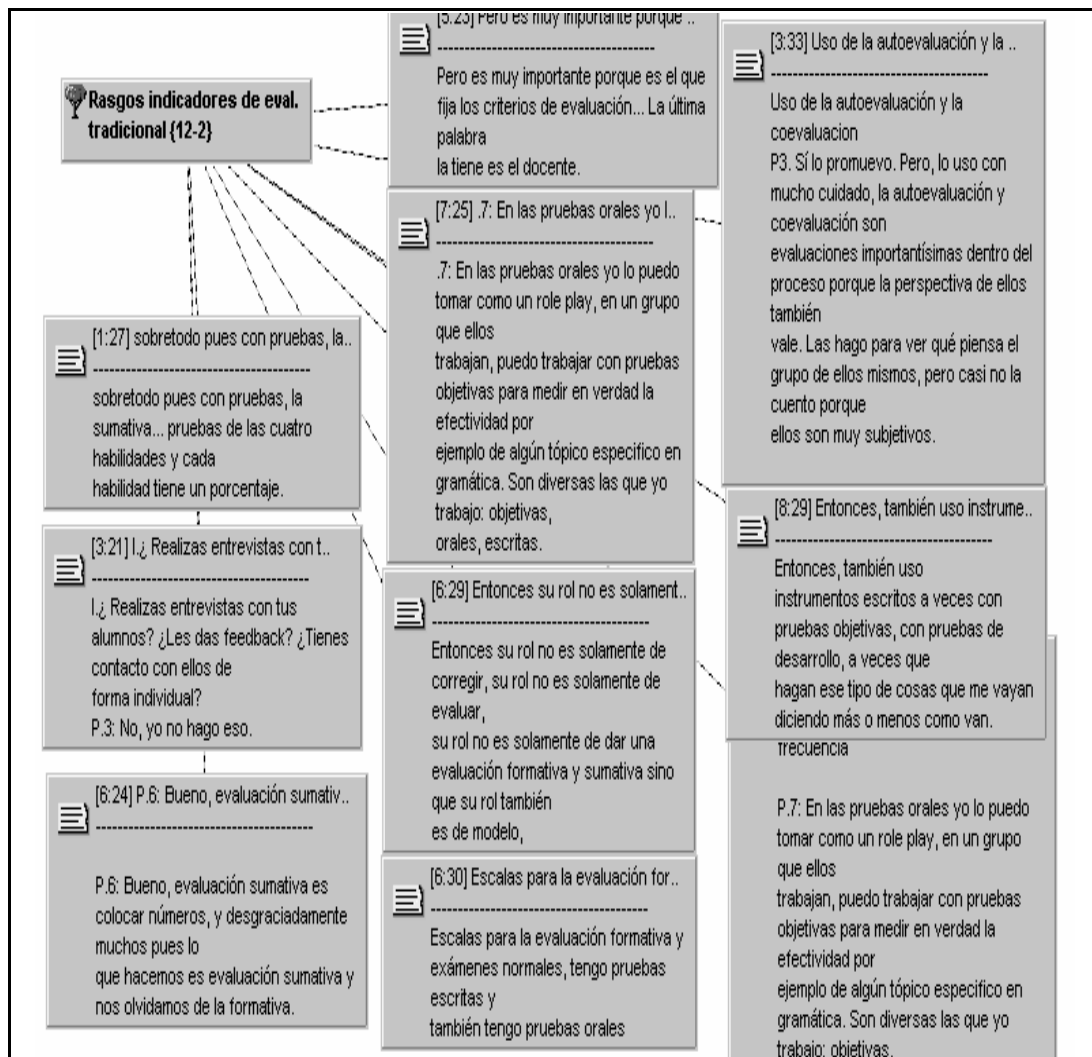 Rasgos indicadores de eval.
tradicional {12-2}
[5:23] Pero es muy importante porque ..
Pero es muy importante porque es el que
fija los criterios de evaluación... La última
palabra
la tiene es el docente.
[3:33] Uso de la autoevaluación y la ..
Uso de la autoevaluación y la
coevaluacion
P3. Sí lo promuevo. Pero, lo uso con
mucho cuidado, la autoevaluación y
coevaluación son
evaluaciones importantísimas dentro del
proceso porque la perspectiva de ellos
también
vale. Las hago para ver qué piensa el
grupo de ellos mismos, pero casi no la
cuento porque
ellos son muy subjetivos.
[7:25] .7: En las pruebas orales yo l..
.7: En las pruebas orales yo lo puedo
tomar como un role play, en un grupo
que ellos
trabajan, puedo trabajar con pruebas
objetivas para medir en verdad la
efectividad por
ejemplo de algún tópico especifico en
gramática. Son diversas las que yo
trabajo: objetivas,
orales, escritas.
[1:27] sobretodo pues con pruebas, la..
sobretodo pues con pruebas, la
sumativa... pruebas de las cuatro
habilidades y cada
habilidad tiene un porcentaje.
[8:29] Entonces, también uso instrume..
Entonces, también uso
instrumentos escritos a veces con
pruebas objetivas, con pruebas de
desarrollo, a veces que
hagan ese tipo de cosas que me vayan
diciendo más o menos como van.
[3:21] I.¿ Realizas entrevistas con t..
I.¿ Realizas entrevistas con tus
alumnos? ¿Les das feedback? ¿Tienes
contacto con ellos de
forma individual?
P.3: No, yo no hago eso.
[6:29] Entonces su rol no es solament..
Entonces su rol no es solamente de
corregir, su rol no es solamente de
evaluar,
su rol no es solamente de dar una
evaluación formativa y sumativa sino
que su rol también
es de modelo,
frecuencia
P.7: En las pruebas orales yo lo puedo
tomar como un role play, en un grupo
que ellos
trabajan, puedo trabajar con pruebas
objetivas para medir en verdad la
efectividad por
ejemplo de algún tópico especifico en
gramática. Son diversas las que yo
trabajo: objetivas,
[6:24] P.6: Bueno, evaluación sumativ..
P.6: Bueno, evaluación sumativa es
colocar números, y desgraciadamente
muchos pues lo
que hacemos es evaluación sumativa y
nos olvidamos de la formativa.
[6:30] Escalas para la evaluación for..
Escalas para la evaluación formativa y
exámenes normales, tengo pruebas
escritas y
también tengo pruebas orales